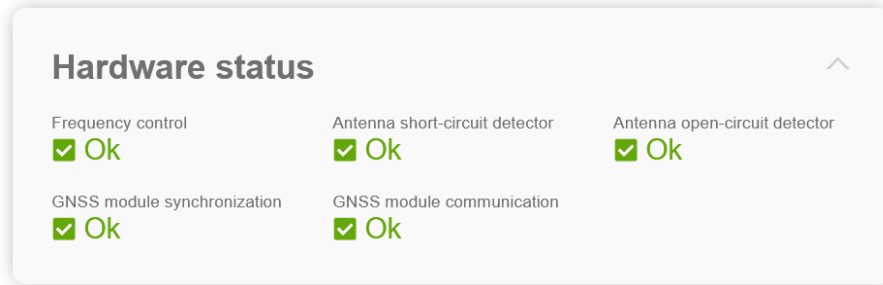 Hardware status
Frequency control
Ok
Antenna short-circuit detector
Ok
Antenna open-circuit detector
Ok
GNSS module synchronization
Ok
GNSS module communication
Ok